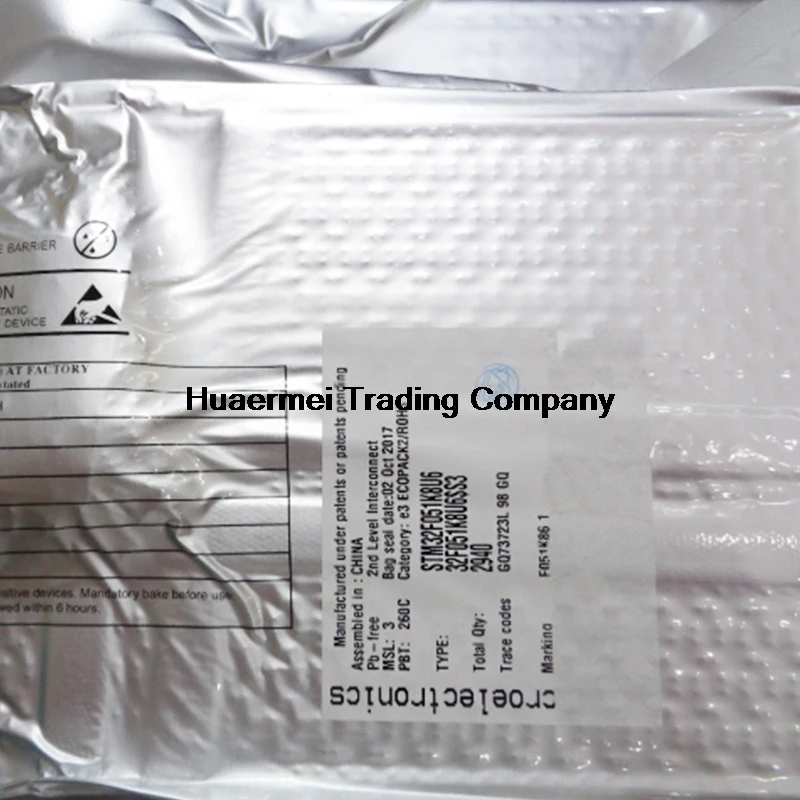 E BARRIER
ON
TATIC
DEVICE
AT FACTORY
stated
Huaermei Trading Company
Manufactured under patents or patents pending
Assembled in : CHINA
Pb-free 2nd Level Interconnect
MSL: 3 Bag seal date:02 Oct 2017
PBT: 260C Category: e3 ECOPACK2/ROH
TYPE: STM32F051K8U6
32F051K8U6SS3
Total Qty: 2940
Trace codes GQ73723L 98 GQ
Marking F051K86 1
croelectronics
sitive devices. Mandatory bake before use
wed within 6 hours.